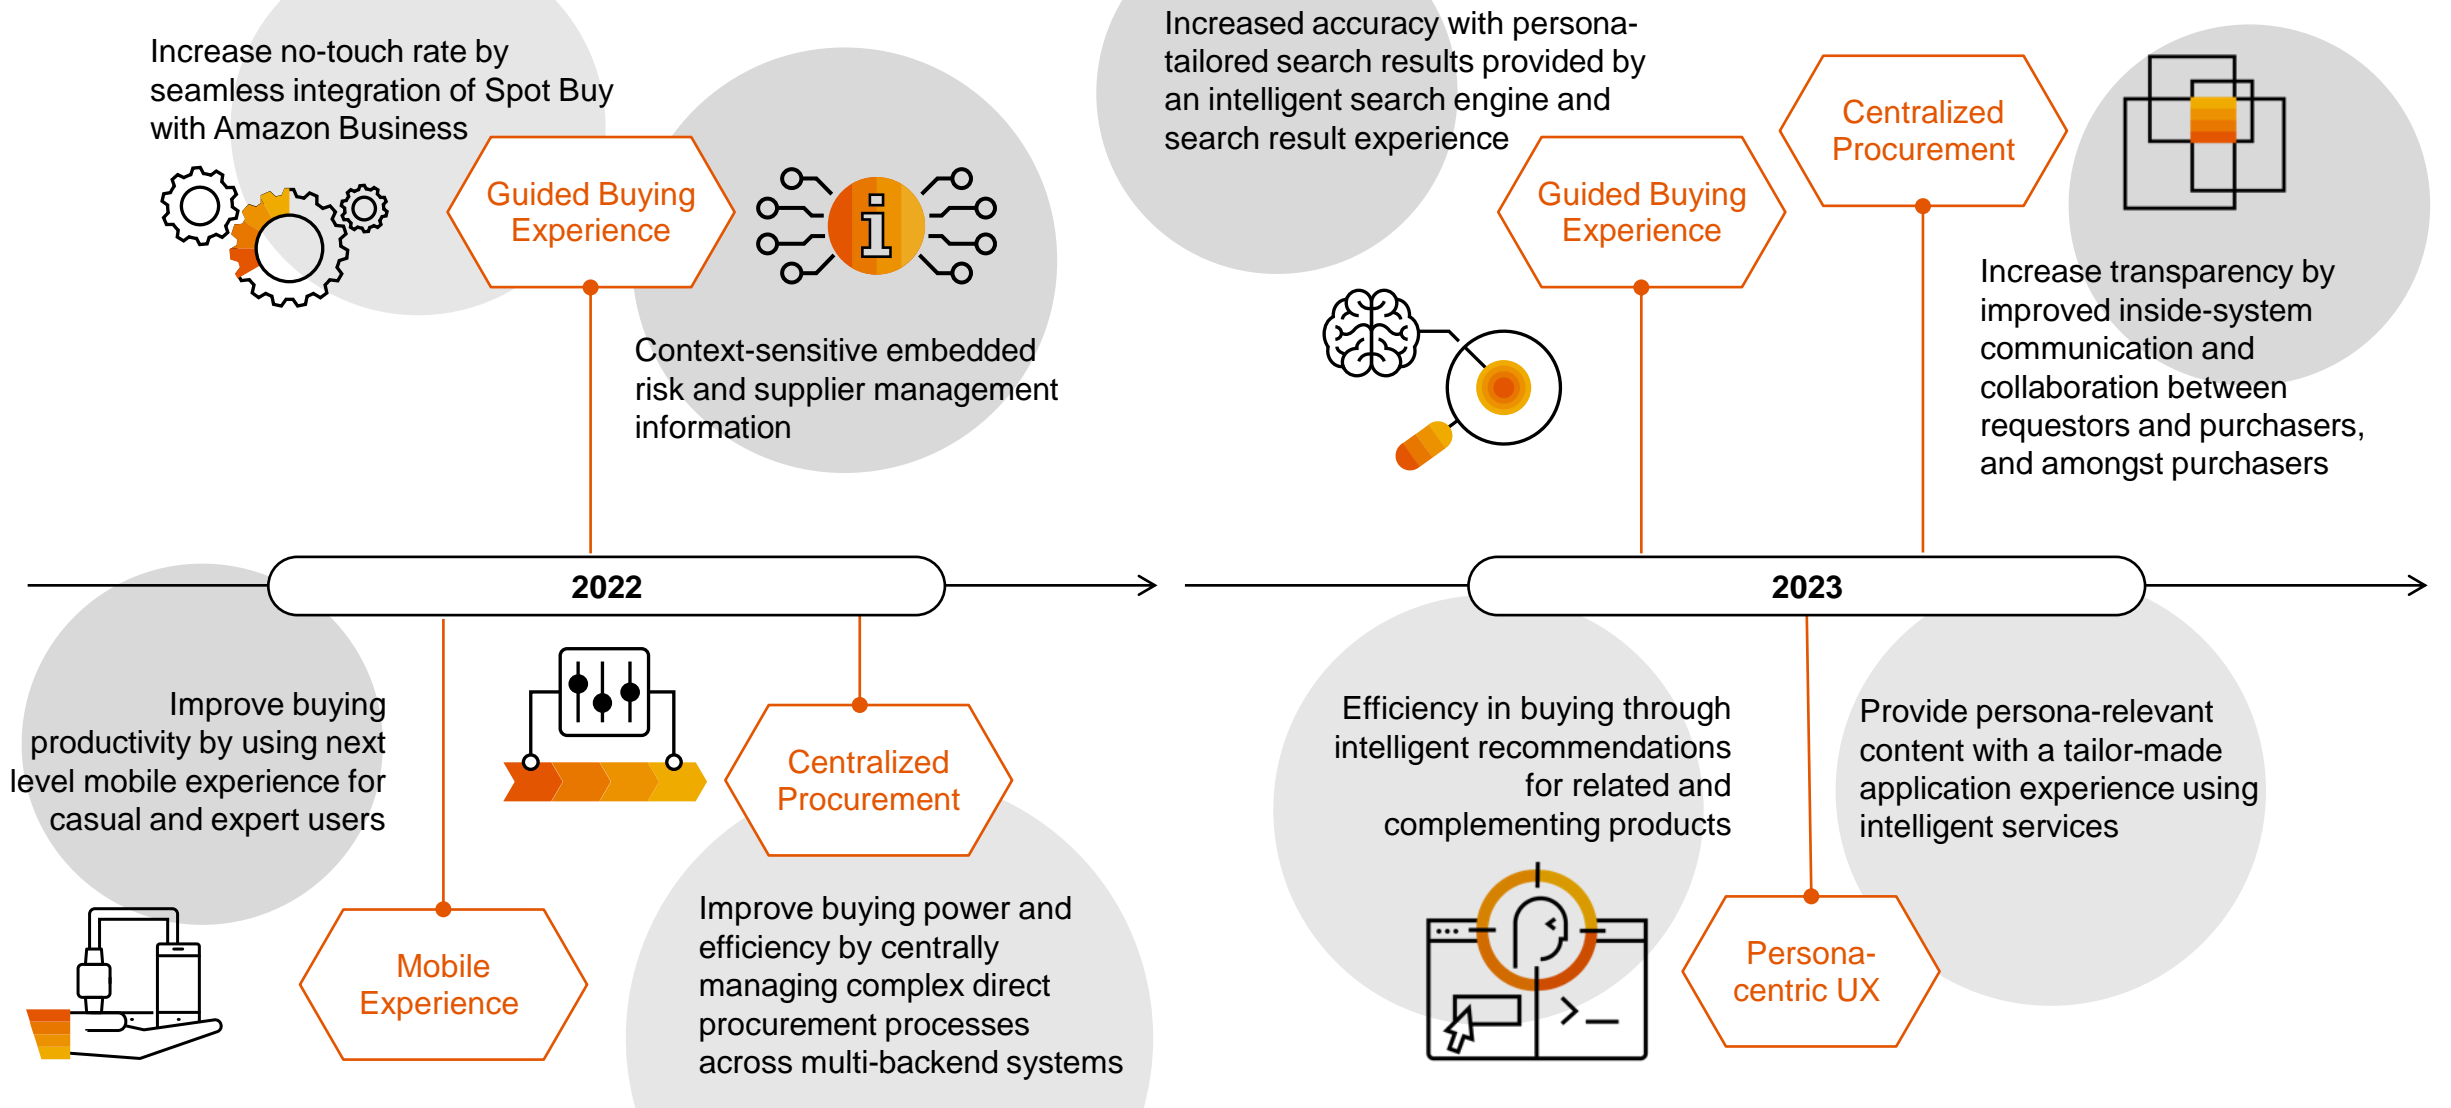 Increase no-touch rate by
seamless integration of Spot Buy
with Amazon Business
Guided Buying
Experience
Context-sensitive embedded
risk and supplier management
information
2022
Improve buying
productivity by using next
level mobile experience for
casual and expert users
Mobile
Experience
Centralized
Procurement
Improve buying power and
efficiency by centrally
managing complex direct
procurement processes
across multi-backend systems
Increased accuracy with persona-
tailored search results provided by
an intelligent search engine and
search result experience
Guided Buying
Experience
Centralized
Procurement
Increase transparency by
improved inside-system
communication and
collaboration between
requestors and purchasers,
and amongst purchasers
2023
Efficiency in buying through
intelligent recommendations
for related and
complementing products
Persona-
centric UX
Provide persona-relevant
content with a tailor-made
application experience using
intelligent services